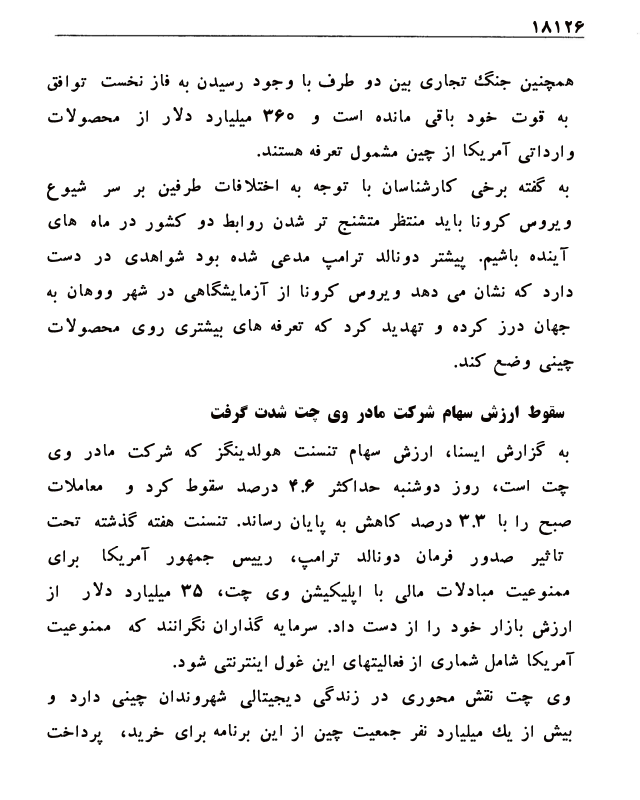 ۱۸۱۲۶
همچنین جنگ تجاری بین دو طرف با وجود رسیدن به فاز نخست توافق
به قوت خود باقی مانده است و ۳۶۰ میلیارد دلار از محصولات
وارداتی آمریکا از چین مشمول تعرفه هستند.
به گفته برخی کارشناسان با توجه به اختلافات طرفین بر سر شیوع
ویروس کرونا باید منتظر متشنج تر شدن روابط دو کشور در ماه های
آینده باشیم. پیشتر دونالد ترامپ مدعی شده بود شواهدی در دست
دارد که نشان می دهد ویروس کرونا از آزمایشگاهی در شهر ووهان به
جهان درز کرده و تهدید کرد که تعرفه های بیشتری روی محصولات
چینی وضع کند.
سقوط ارزش سهام شرکت مادر وی چت شدت گرفت
به گزارش ایسنا، ارزش سهام تنسنت هولدینگز که شرکت مادر وی
چت است، روز دوشنبه حداکثر ۴.۶ درصد سقوط کرد و معاملات
صبح را با ۳.۳ درصد کاهش به پایان رساند. تنسنت هفته گذشته تحت
تاثیر صدور فرمان دونالد ترامپ، رییس جمهور آمریکا برای
ممنوعیت مبادلات مالی با اپلیکیشن وی چت، ۳۵ میلیارد دلار از
ارزش بازار خود را از دست داد. سرمایه گذاران نگرانند که ممنوعیت
آمریکا شامل شماری از فعالیتهای این غول اینترنتی شود.
وی چت نقش محوری در زندگی دیجیتالی شهروندان چینی دارد و
بیش از یك میلیارد نفر جمعیت چین از این برنامه برای خرید، پرداخت